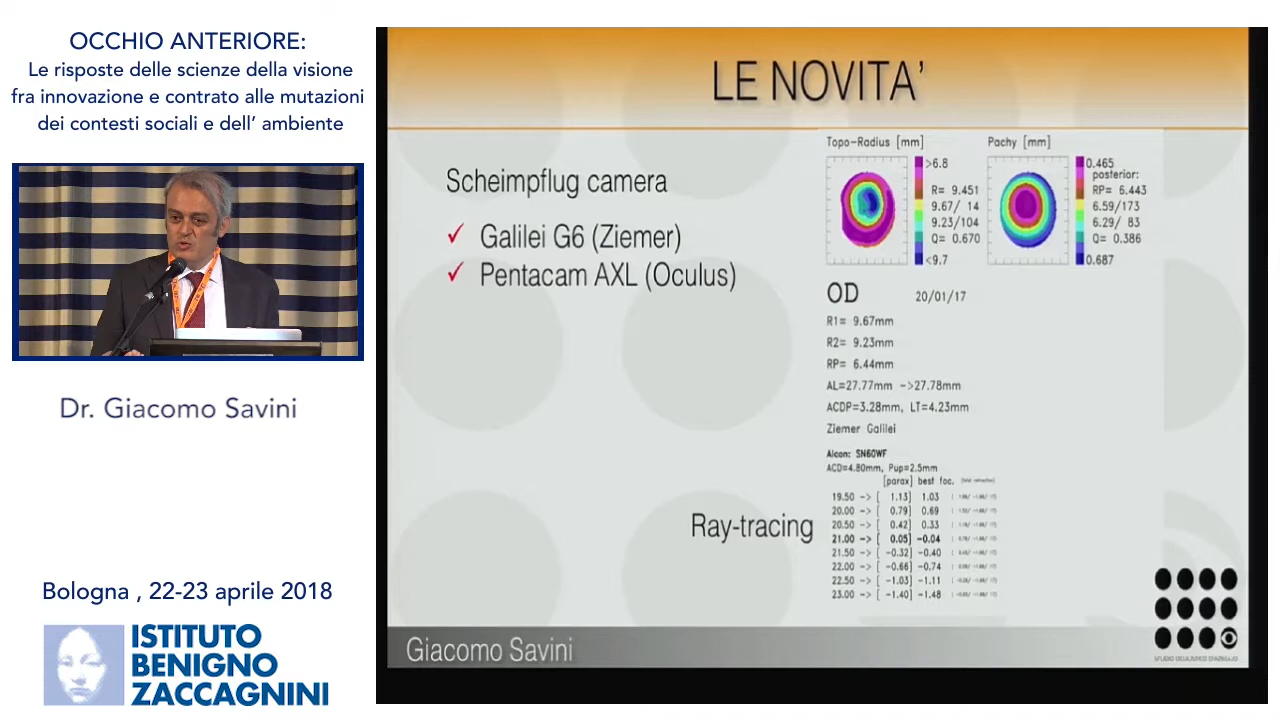 OCCHIO ANTERIORE:
Le risposte delle scienze della visione
fra innovazione e contrato alle mutazioni
dei contesti sociali e dell' ambiente
Dr. Giacomo Savini
Bologna , 22-23 aprile 2018
ISTITUTO
BENIGNO
ZACCAGNINI
LE NOVITA'
Scheimpflug camera
✓ Galilei G6 (Ziemer)
✓ Pentacam AXL (Oculus)
Ray-tracing
Topo-Radius [mm]
>6.8
R= 9.451
9.67/ 14
9.23/104
Q= 0.670
<9.7
Pachy [mm]
0.465
posterior:
RP= 6.443
6.59/173
6.29/ 83
Q= 0.386
0.687
OD 20/01/17
R1= 9.67mm
R2= 9.23mm
RP= 6.44mm
AL=27.77mm ->27.78mm
ACDP=3.28mm, LT=4.23mm
Ziemer Galilei
Alcon: SN60WF
ACD=4.80mm, Pup=2.5mm
[parax] best foc.
19.50 -> [ 1.13] 1.03
20.00 -> [ 0.79] 0.69
20.50 -> [ 0.42] 0.33
21.00 -> [ 0.05] -0.04
21.50 -> [ -0.32] -0.40
22.00 -> [ -0.66] -0.74
22.50 -> [ -1.03] -1.11
23.00 -> [ -1.40] -1.48
Giacomo Savini